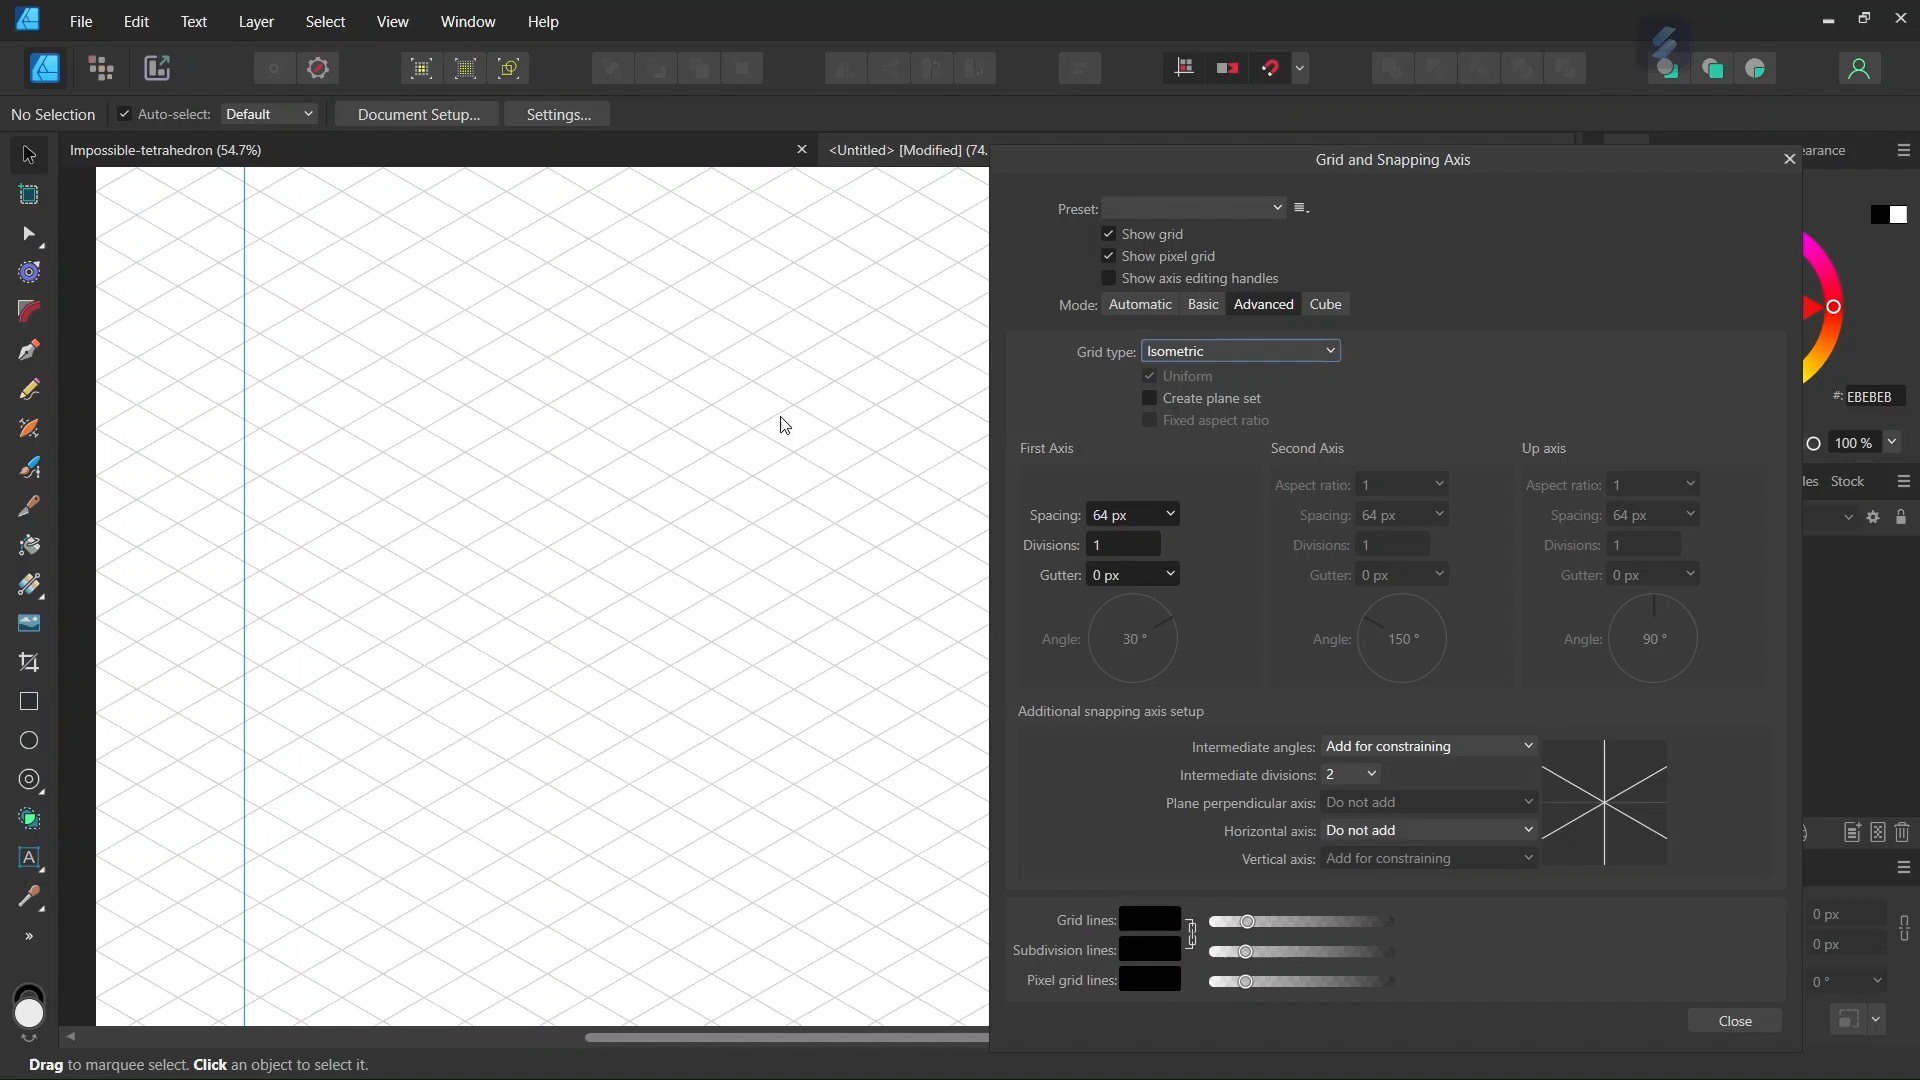 File Edit Text Layer Select View Window Help
No Selection Auto-select: Default Document Setup... Settings...
Impossible-tetrahedron (54.7%) <Untitled> [Modified] (74.
Grid and Snapping Axis
earance
Preset:
Show grid
Show pixel grid
Show axis editing handles
Mode: Automatic Basic Advanced Cube
Grid type: Isometric
Uniform
Create plane set
Fixed aspect ratio
#: EBEBEB
100 %
First Axis Second Axis Up axis
les Stock
Aspect ratio: 1 Aspect ratio: 1
Spacing: 64 px Spacing: 64 px Spacing: 64 px
Divisions: 1 Divisions: 1 Divisions: 1
Gutter: 0 px Gutter: 0 px Gutter: 0 px
Angle: 30 ° Angle: 150 ° Angle: 90 °
Additional snapping axis setup
Intermediate angles: Add for constraining
Intermediate divisions: 2
Plane perpendicular axis: Do not add
Horizontal axis: Do not add
Vertical axis: Add for constraining
Grid lines:
Subdivision lines:
Pixel grid lines:
0 px
0 px
0 °
Close
Drag to marquee select. Click an object to select it.